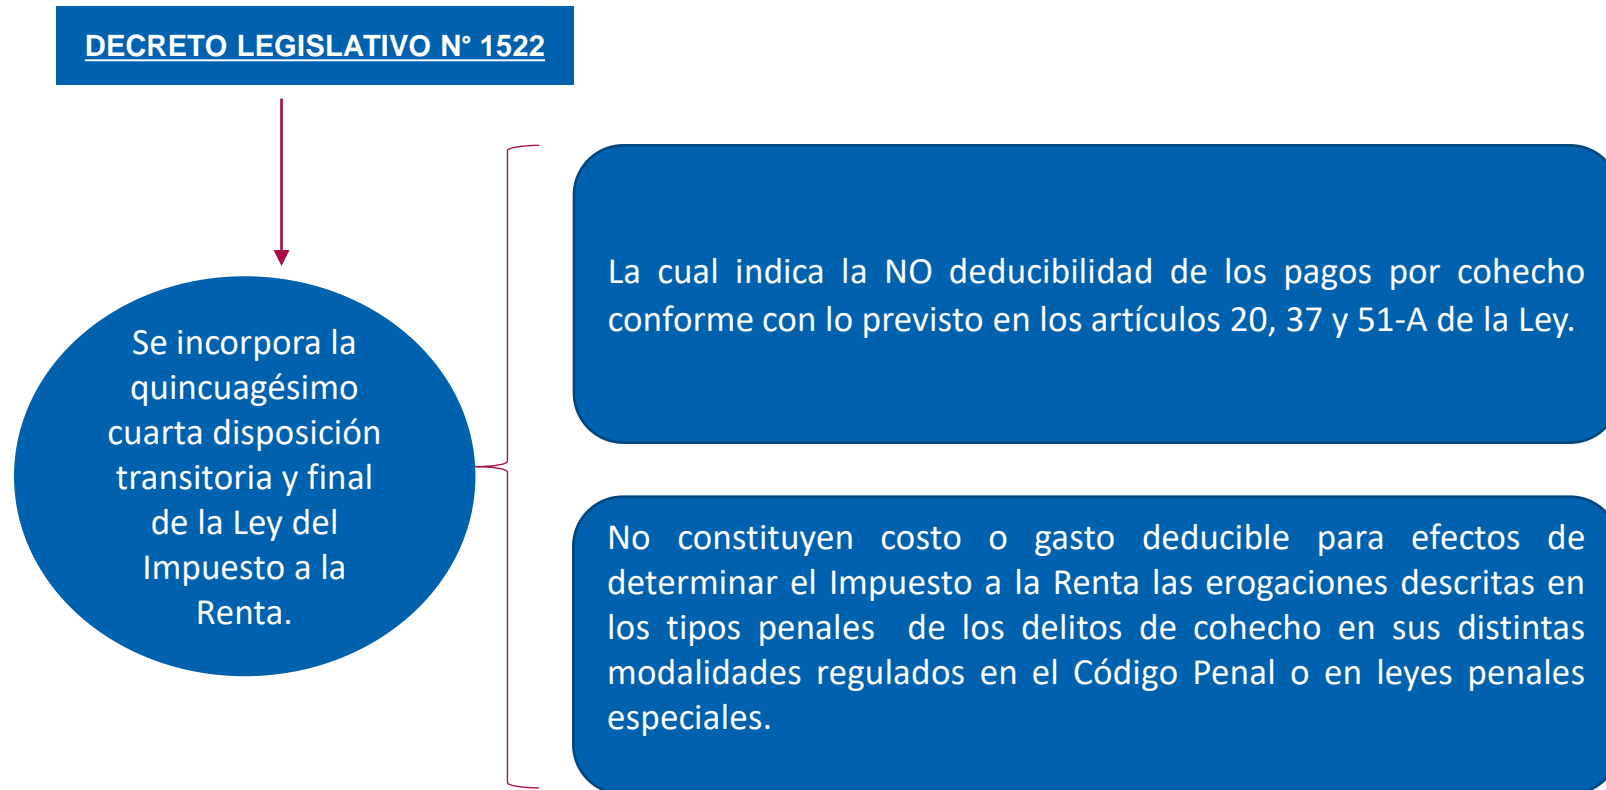 DECRETO LEGISLATIVO N° 1522
Se incorpora la
quincuagésimo
cuarta disposición
transitoria y final
de la Ley del
Impuesto a la
Renta.
La cual indica la NO deducibilidad de los pagos por cohecho
conforme con lo previsto en los artículos 20, 37 y 51-A de la Ley.
No constituyen costo o gasto deducible para efectos de
determinar el Impuesto a la Renta las erogaciones descritas en
los tipos penales  de los delitos de cohecho en sus distintas
modalidades regulados en el Código Penal o en leyes penales
especiales.